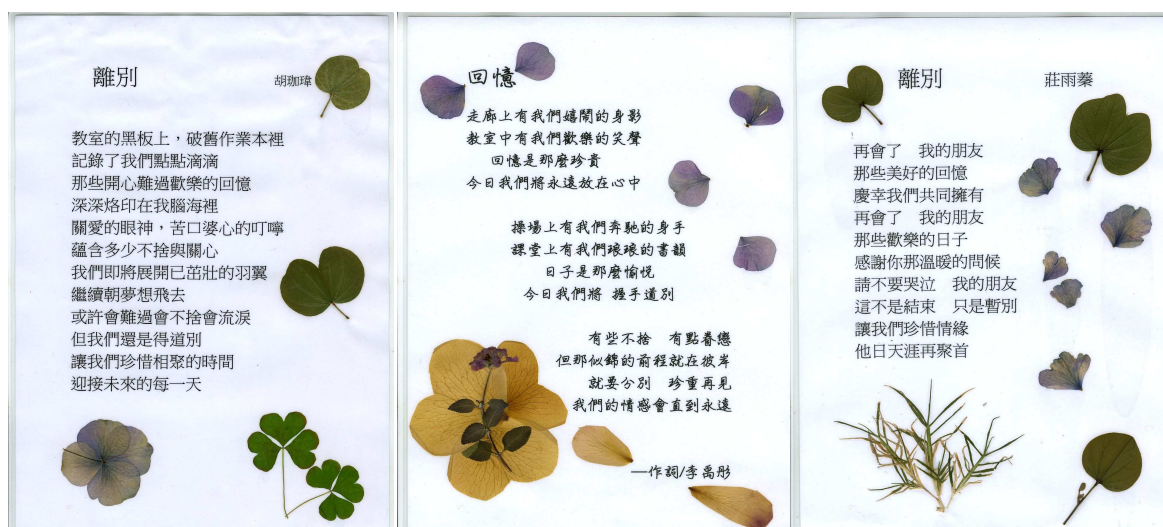 離別
胡珈瑋
教室的黑板上，破舊作業本裡
記錄了我們點點滴滴
那些開心難過歡樂的回憶
深深烙印在我腦海裡
關愛的眼神，苦口婆心的叮嚀
蘊含多少不捨與關心
我們即將展開已茁壯的羽翼
繼續朝夢想飛去
或許會難過會不捨會流淚
但我們還是得道別
讓我們珍惜相聚的時間
迎接未來的每一天
回憶
走廊上有我們嬉鬧的身影
教室中有我們歡樂的笑聲
回憶是那麼珍貴
今日我們將永遠放在心中
操場上有我們奔馳的身手
課堂上有我們琅琅的書韻
日子是那麼愉悅
今日我們將 握手道別
有些不捨　有點眷戀
但那似錦的前程就在彼岸
就要分別　珍重再見
我們的情感會直到永遠
—作詞/李禹彤
離別
莊雨蓁
再會了　我的朋友
那些美好的回憶
慶幸我們共同擁有
再會了　我的朋友
那些歡樂的日子
感謝你那溫暖的問候
請不要哭泣　我的朋友
這不是結束　只是暫別
讓我們珍惜情緣
他日天涯再聚首